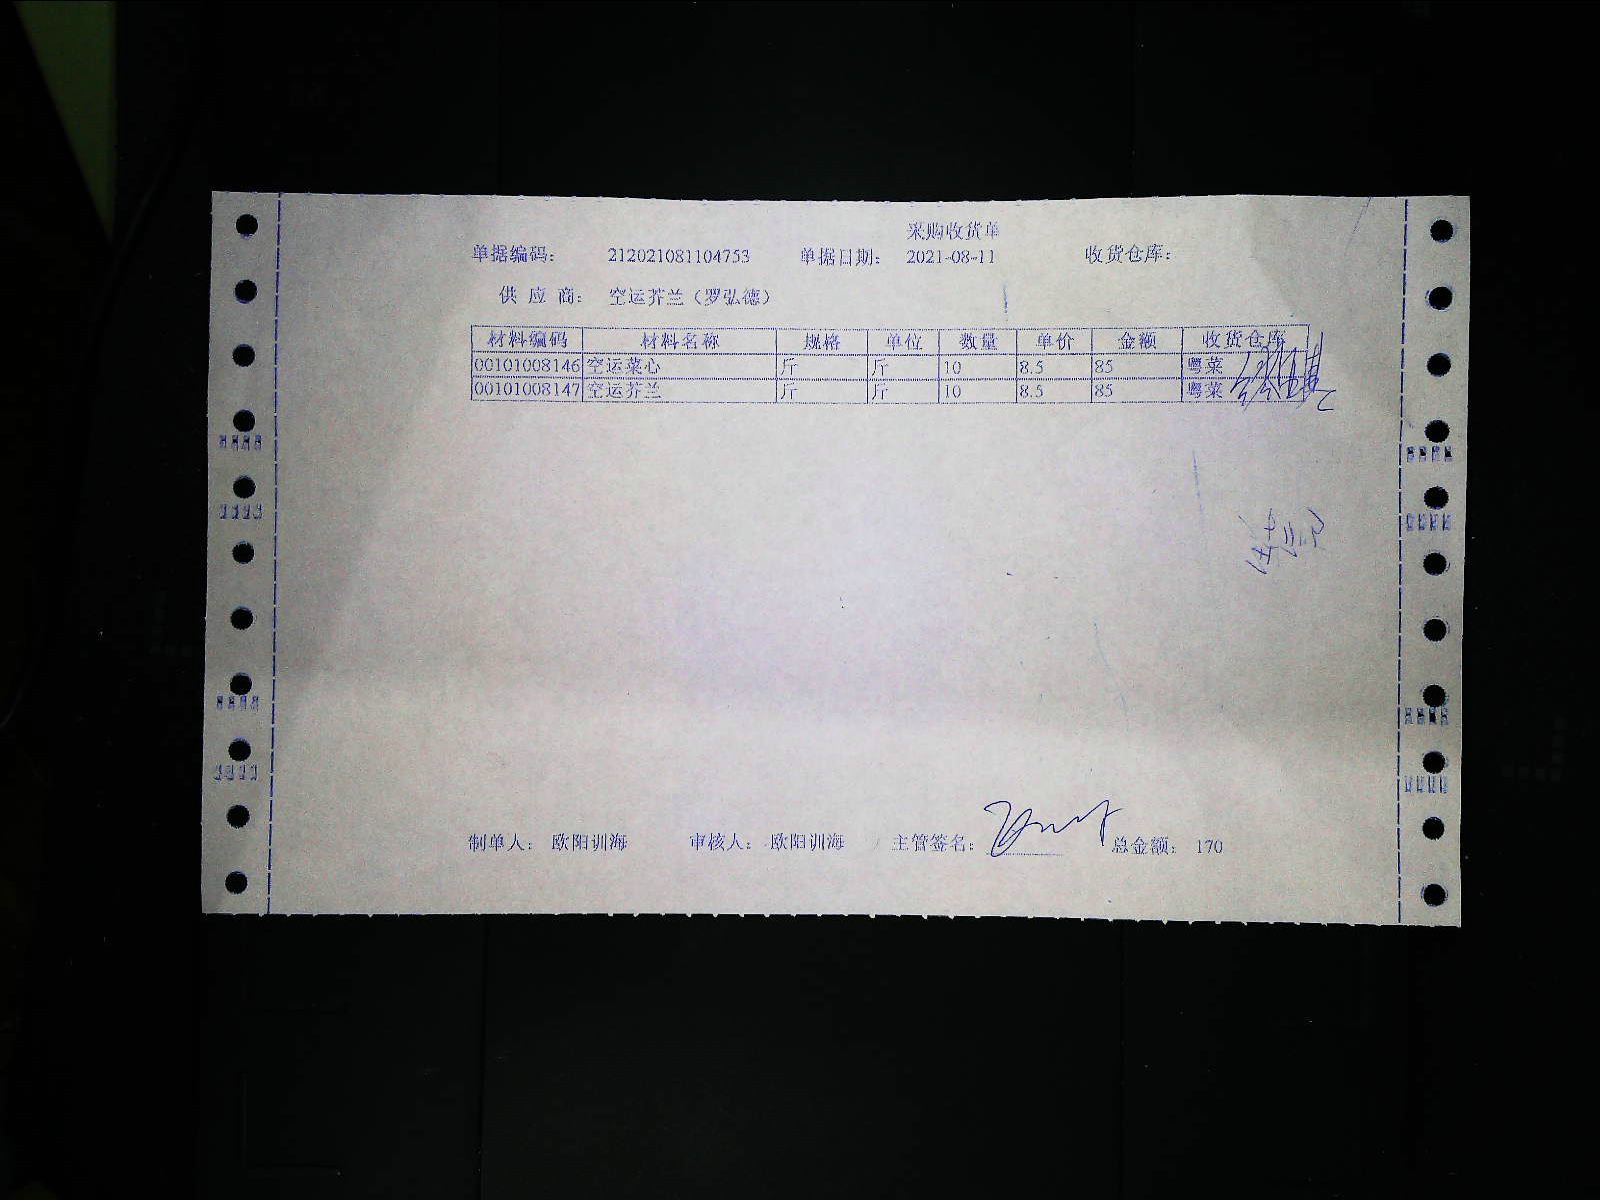 采购收货单
单据编码: 212021081104753 单据日期: 2021-08-11 收货仓库:
供 应 商: 空运芥兰（罗弘德）
材料编码 材料名称 规格 单位 数量 单价 金额 收货仓库
00101008146 空运菜心 斤 斤 10 8.5 85 粤菜
00101008147 空运芥兰 斤 斤 10 8.5 85 粤菜
制单人: 欧阳训海 审核人: 欧阳训海 主管签名: 总金额: 170